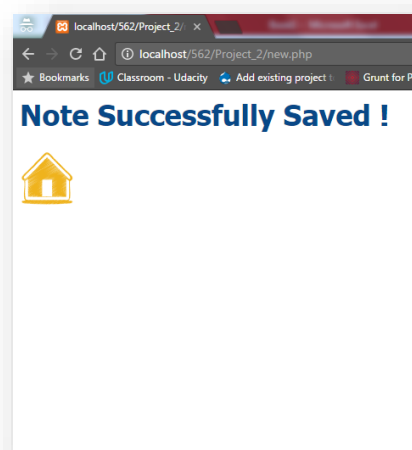 localhost/562/Project_2/
localhost/562/Project_2/new.php
Bookmarks Classroom - Udacity Add existing project t Grunt for P
Note Successfully Saved !